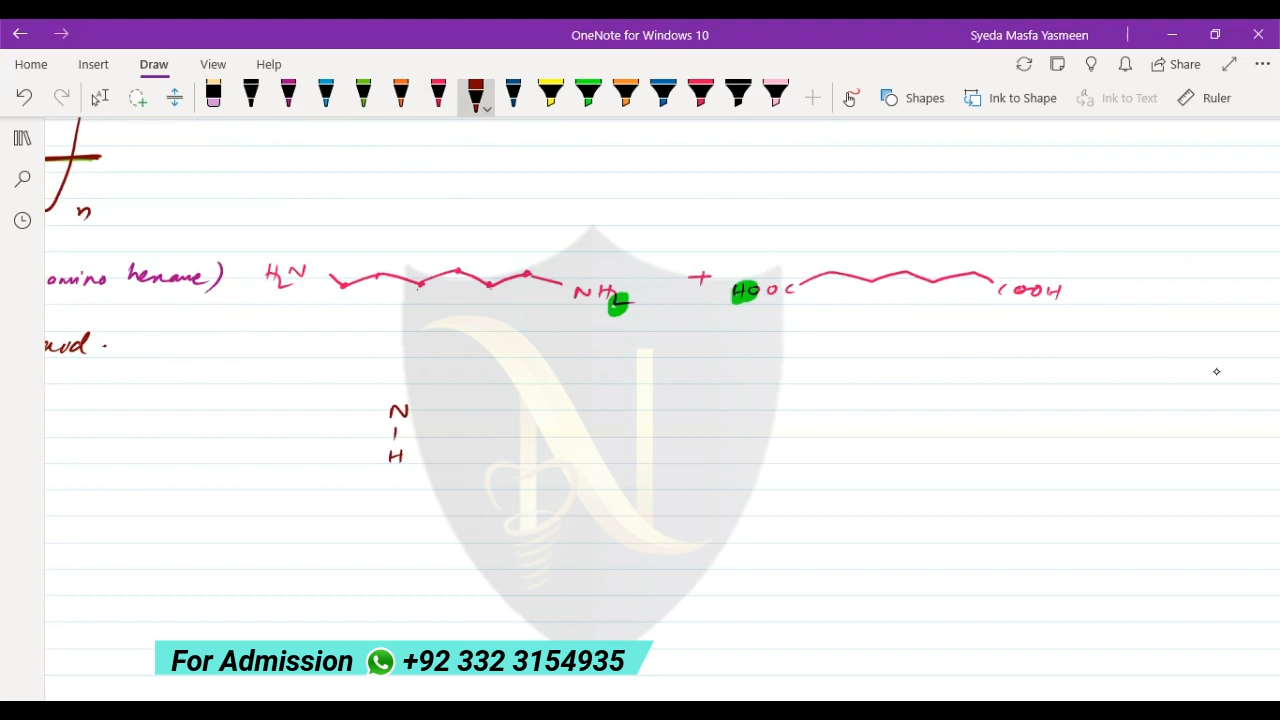 OneNote for Windows 10
Syeda Masfa Yasmeen
Home Insert Draw View Help
Share
Shapes Ink to Shape Ink to Text Ruler
n
amino hexane) H2N NH2 + HOOC COOH
N
H
For Admission +92 332 3154935